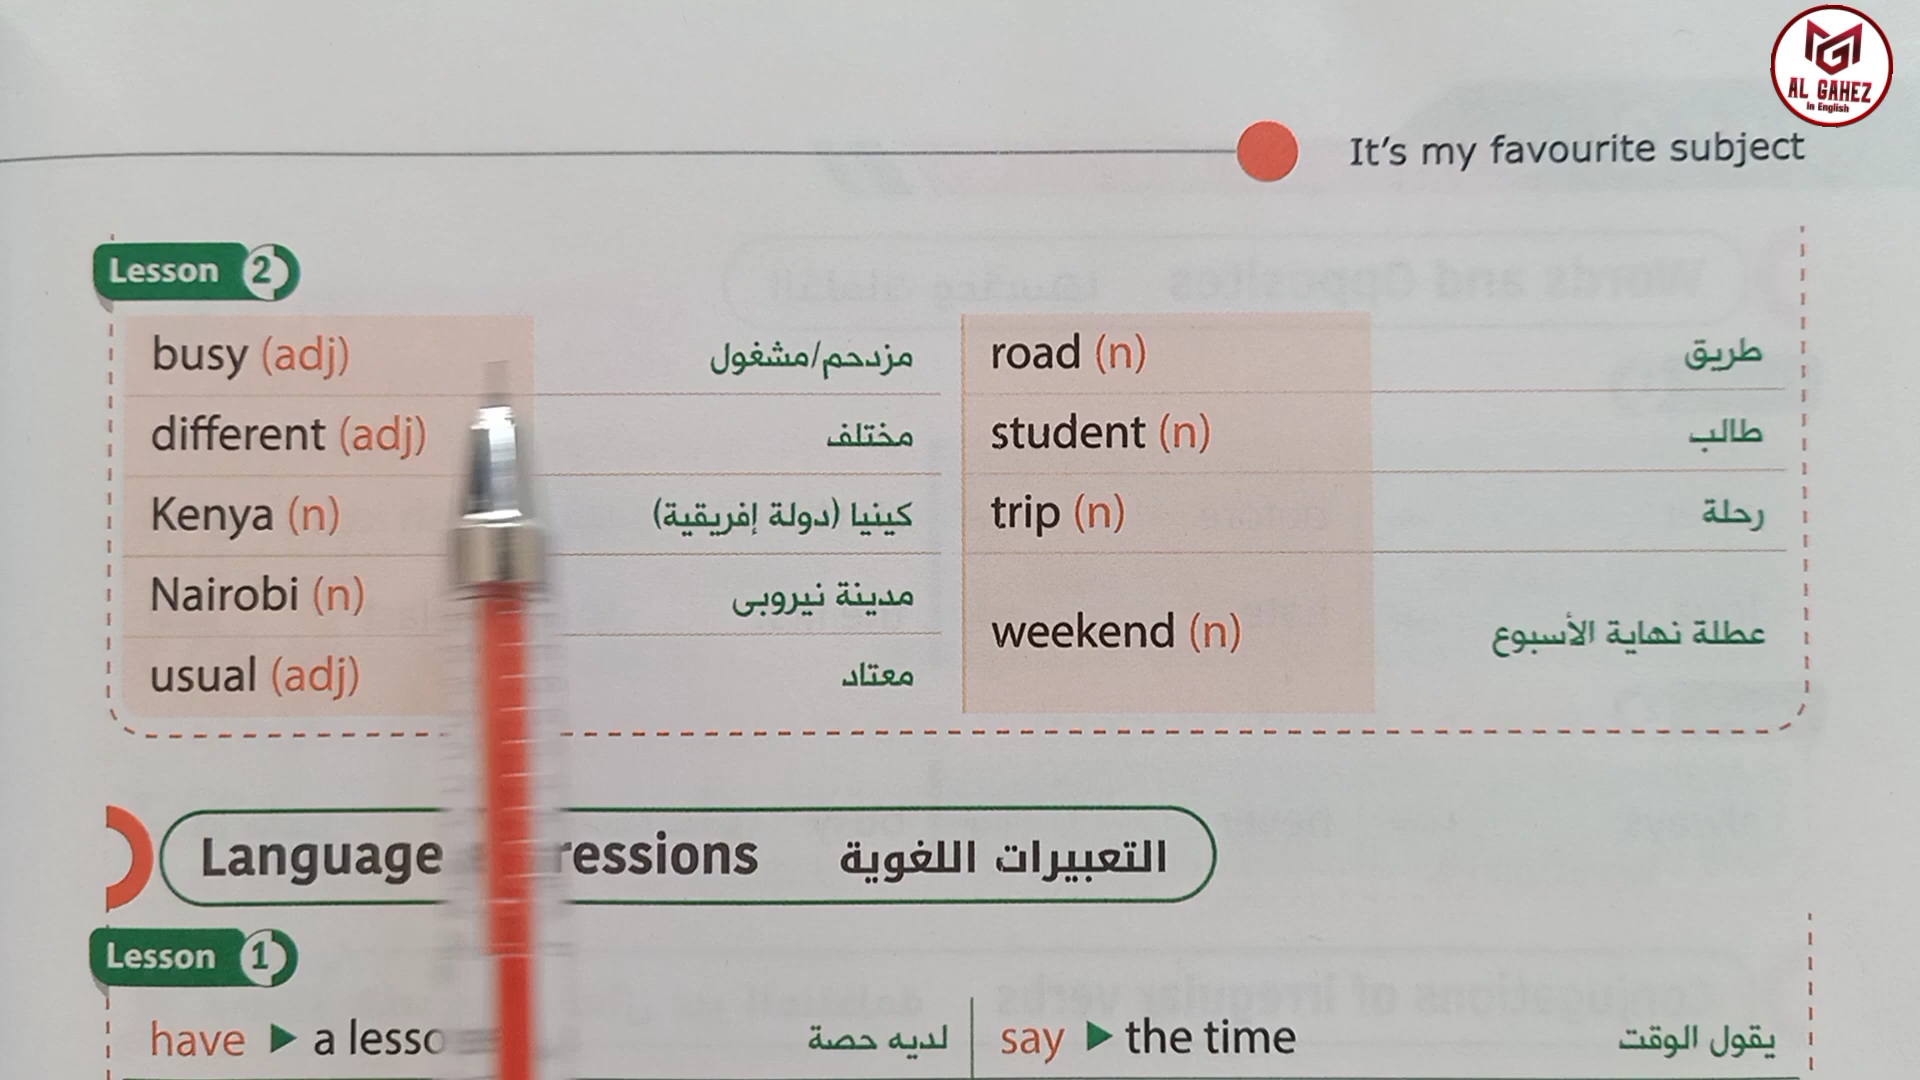 AL GAHEZ
in English
It's my favourite subject
Lesson 2
busy (adj) مزدحم/مشغول
different (adj) مختلف
Kenya (n) كينيا (دولة إفريقية)
Nairobi (n) مدينة نيروبى
usual (adj) معتاد
road (n) طريق
student (n) طالب
trip (n) رحلة
weekend (n) عطلة نهاية الأسبوع
Language التعبيرات اللغوية
Lesson 1
have ▶ a لديه حصة
say ▶ the time يقول الوقت